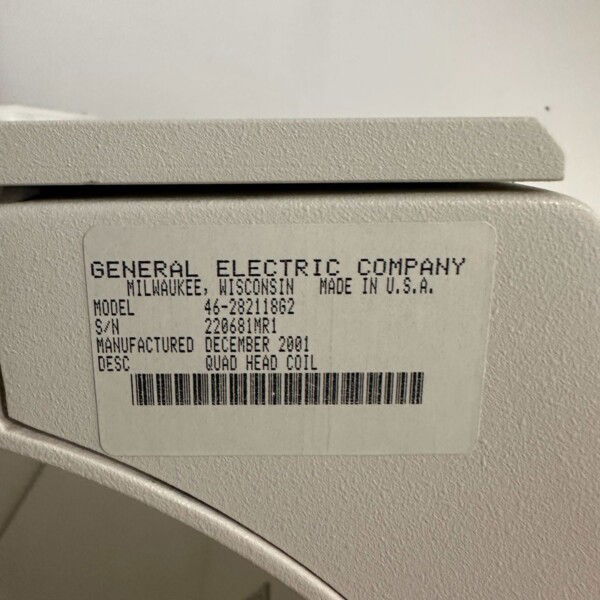 GENERAL ELECTRIC COMPANY
MILWAUKEE, WISCONSIN MADE IN U.S.A.
MODEL 46-282118G2
S/N 220681MR1
MANUFACTURED DECEMBER 2001
DESC QUAD HEAD COIL